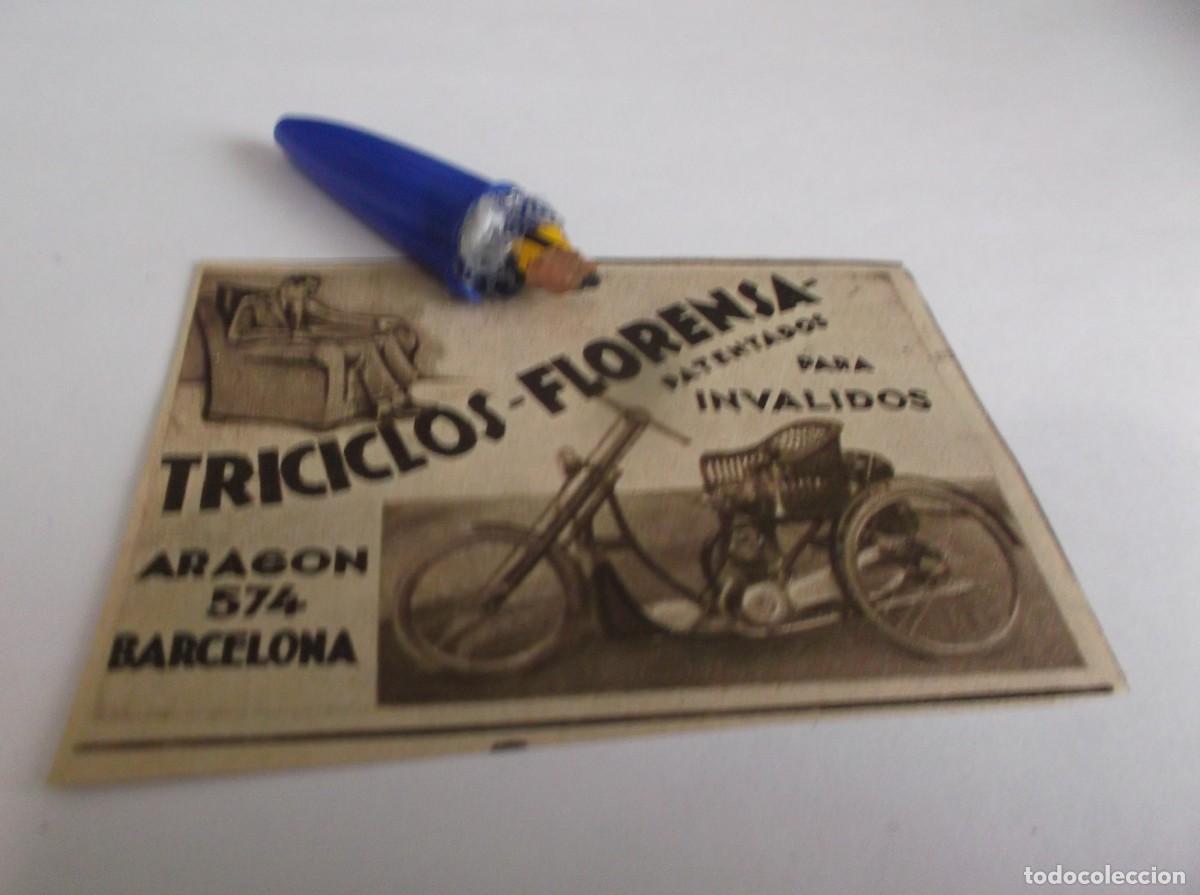 TRICICLOS-FLORENSA-
PATENTADOS
PARA
INVALIDOS
ARAGON
574
BARCELONA
todocoleccion